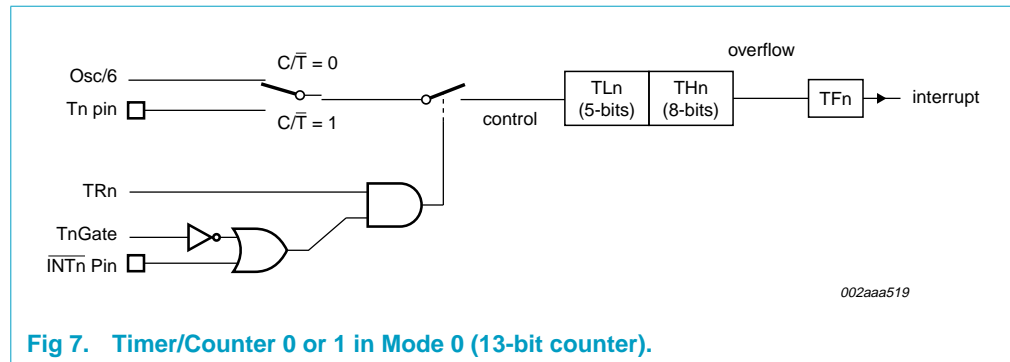 overflow
C/T̅ = 0
Osc/6
TLn
(5-bits)
THn
(8-bits)
TFn
interrupt
Tn pin
control
C/T̅ = 1
TRn
TnGate
I̅N̅T̅n̅ Pin
002aaa519
Fig 7. Timer/Counter 0 or 1 in Mode 0 (13-bit counter).